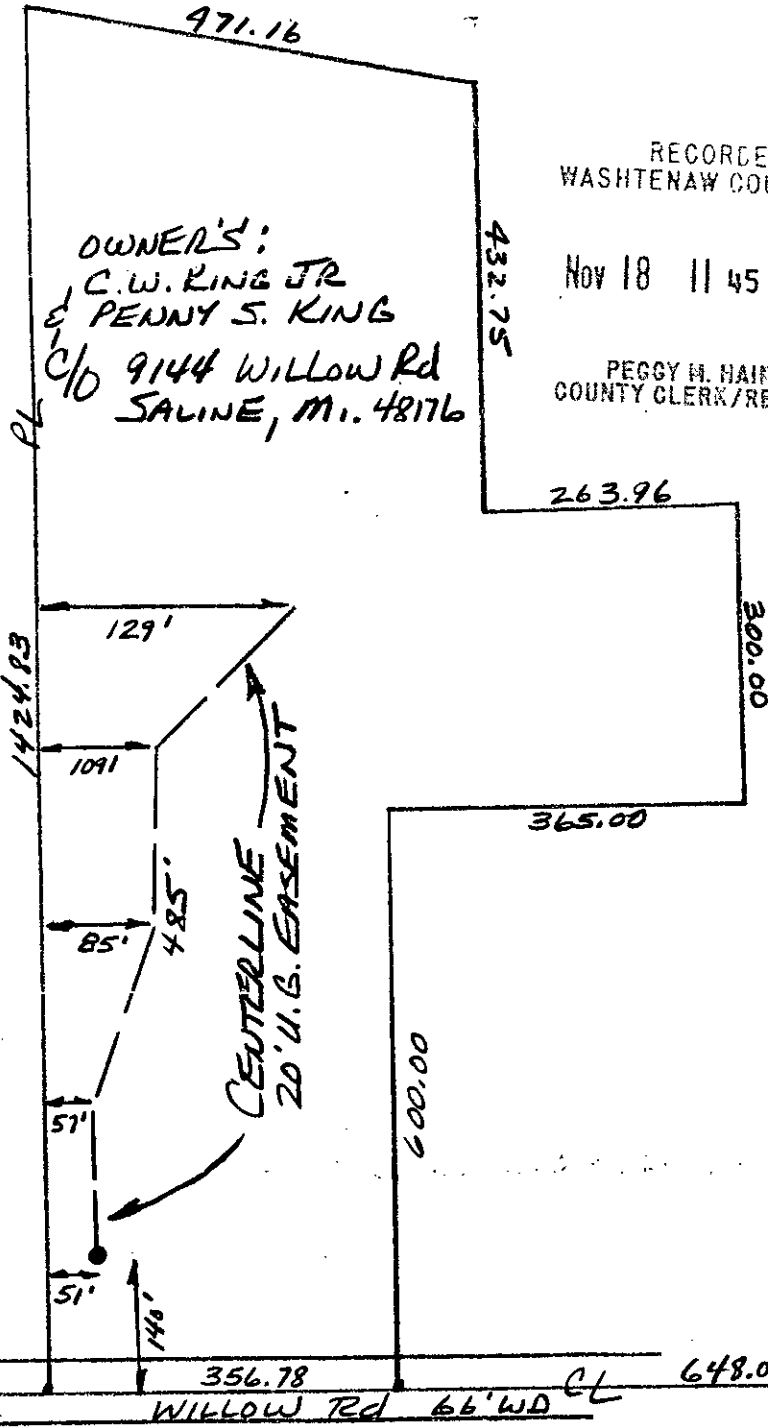 471.16
RECORDE
WASHTENAW COU
OWNER'S:
C.W. KING JR
& PENNY S. KING
C/O 9144 WILLOW Rd
SALINE, Mi. 48176
432.75
Nov 18 11 45
PEGGY M. HAIN
COUNTY CLERK/RE
PL
263.96
129'
300.00
1424.83
109'
365.00
485'
85'
CENTERLINE
20' U.G. EASEMENT
57'
600.00
51'
140'
356.78
CL
648.0
WILLOW Rd 66' WD